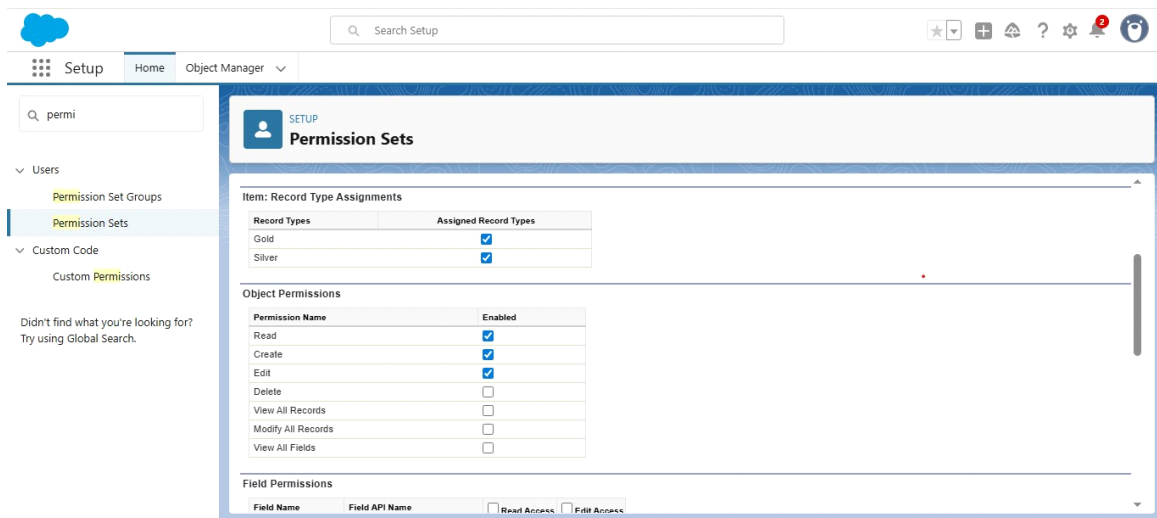 Search Setup
2
Setup
Home
Object Manager
permi
Users
Permission Set Groups
Permission Sets
Custom Code
Custom Permissions
Didn't find what you're looking for?
Try using Global Search.
SETUP
Permission Sets
Item: Record Type Assignments
Record Types Assigned Record Types
Gold
Silver
Object Permissions
Permission Name Enabled
Read
Create
Edit
Delete
View All Records
Modify All Records
View All Fields
Field Permissions
Field Name Field API Name Read Access Edit Access